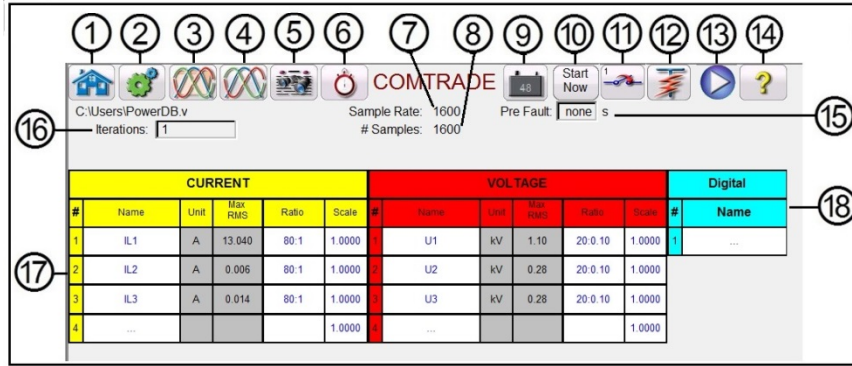 1 2 3 4 5 6 7 8 9 10 11 12 13 14
COMTRADE 48 Start Now 1 ?
C:\Users\PowerDB.v Sample Rate: 1600 Pre Fault: none s 15
16 Iterations: 1 # Samples: 1600
CURRENT VOLTAGE Digital
# Name Unit Max RMS Ratio Scale # Name Unit Max RMS Ratio Scale # Name 18
1 IL1 A 13.040 80:1 1.0000 1 U1 kV 1.10 20:0.10 1.0000 1 ...
17 2 IL2 A 0.006 80:1 1.0000 2 U2 kV 0.28 20:0.10 1.0000
3 IL3 A 0.014 80:1 1.0000 3 U3 kV 0.28 20:0.10 1.0000
4 ... 1.0000 4 ... 1.0000